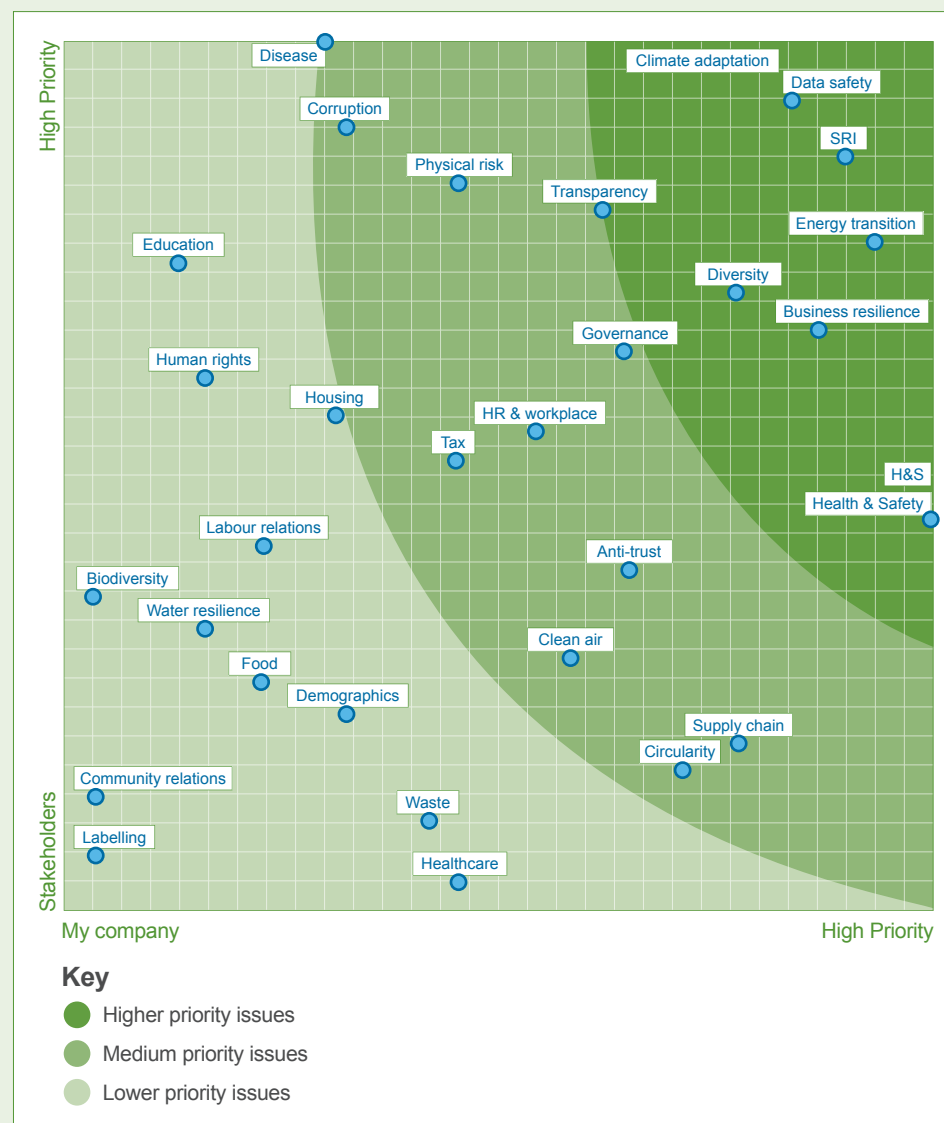 High Priority
Disease
Climate adaptation
Data safety
Corruption
SRI
Physical risk
Transparency
Energy transition
Education
Diversity
Business resilience
Governance
Human rights
Housing
HR & workplace
Tax
H&S
Health & Safety
Labour relations
Anti-trust
Biodiversity
Water resilience
Clean air
Food
Demographics
Supply chain
Circularity
Community relations
Waste
Labelling
Healthcare
Stakeholders
My company
High Priority
Key
Higher priority issues
Medium priority issues
Lower priority issues